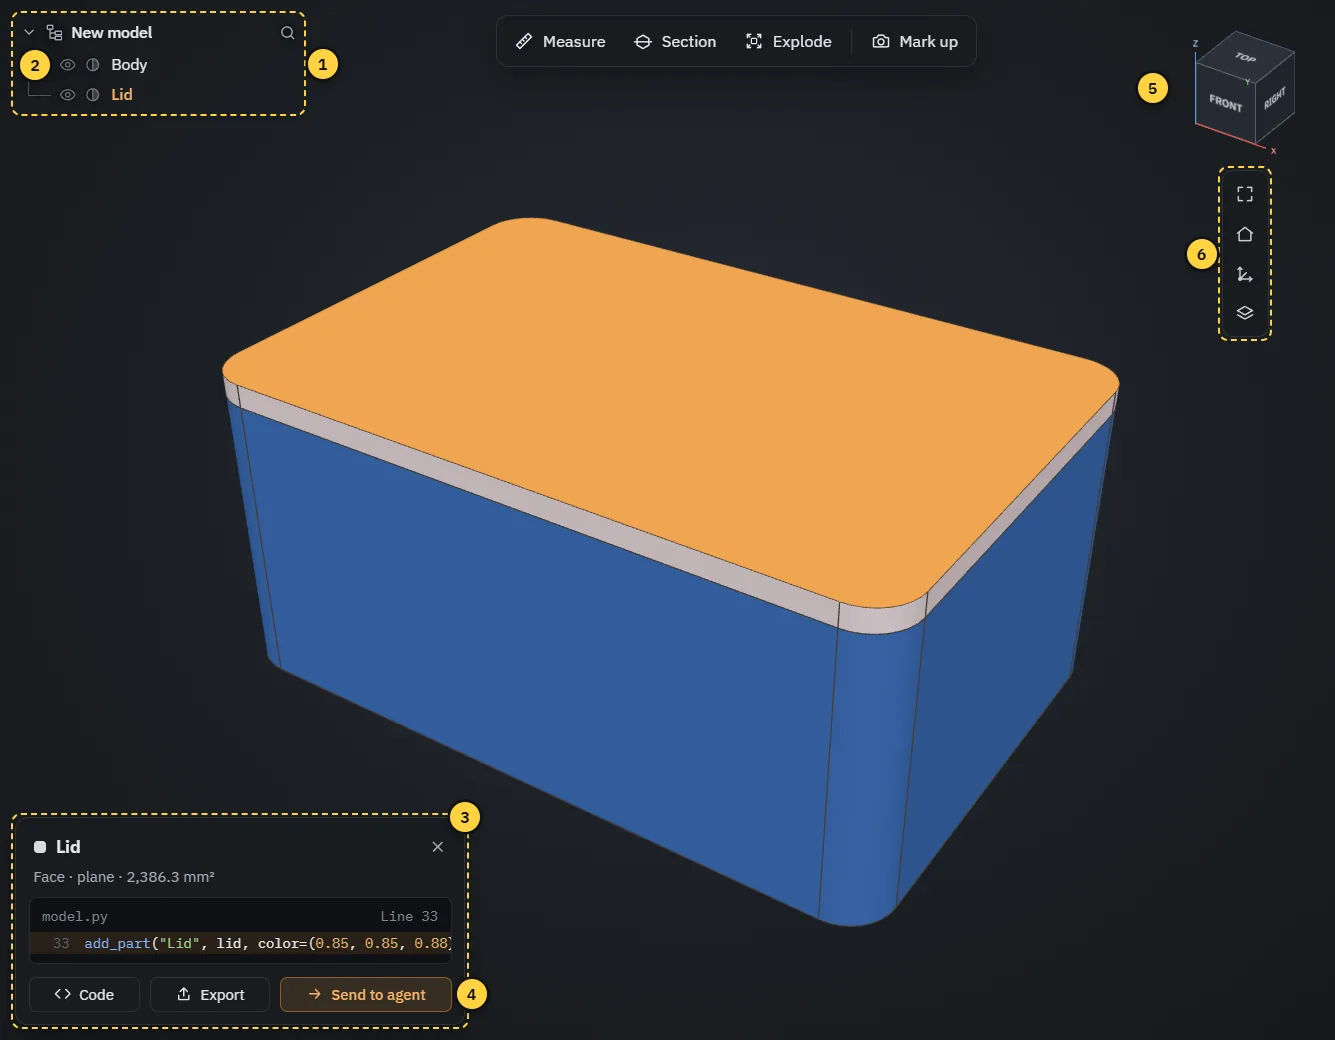 New model
Measure
Section
Explode
Mark up
1
2
Body
Lid
Z
TOP
Y
FRONT
RIGHT
X
5
6
3
Lid
Face · plane · 2,386.3 mm²
model.py
Line 33
33 add_part("Lid", lid, color=(0.85, 0.85, 0.88)
Code
Export
Send to agent
4